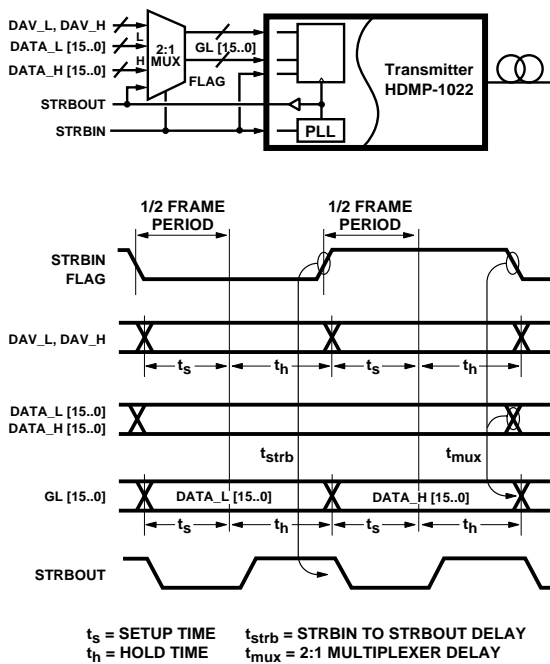 DAV_L, DAV_H
DATA_L [15..0]
DATA_H [15..0]
STRBOUT
STRBIN
L
H
2:1
MUX
FLAG
GL [15..0]
PLL
Transmitter
HDMP-1022
1/2 FRAME
PERIOD
1/2 FRAME
PERIOD
STRBIN
FLAG
DAV_L, DAV_H
ts th ts th
DATA_L [15..0]
DATA_H [15..0]
tstrb tmux
GL [15..0] DATA_L [15..0] DATA_H [15..0]
ts th ts th
STRBOUT
ts = SETUP TIME tstrb = STRBIN TO STRBOUT DELAY
th = HOLD TIME tmux = 2:1 MULTIPLEXER DELAY